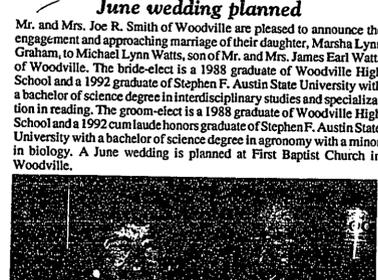 June wedding planned
Mr. and Mrs. Joe R. Smith of Woodville are pleased to announce the
engagement and approaching marriage of their daughter, Marsha Lynn
Graham, to Michael Lynn Watts, son of Mr. and Mrs. James Earl Watts
of Woodville. The bride-elect is a 1988 graduate of Woodville High
School and a 1992 graduate of Stephen F. Austin State University with
a bachelor of science degree in interdisciplinary studies and specializa-
tion in reading. The groom-elect is a 1988 graduate of Woodville High
School and a 1992 cum laude honors graduate of Stephen F. Austin State
University with a bachelor of science degree in agronomy with a minor
in biology. A June wedding is planned at First Baptist Church in
Woodville.